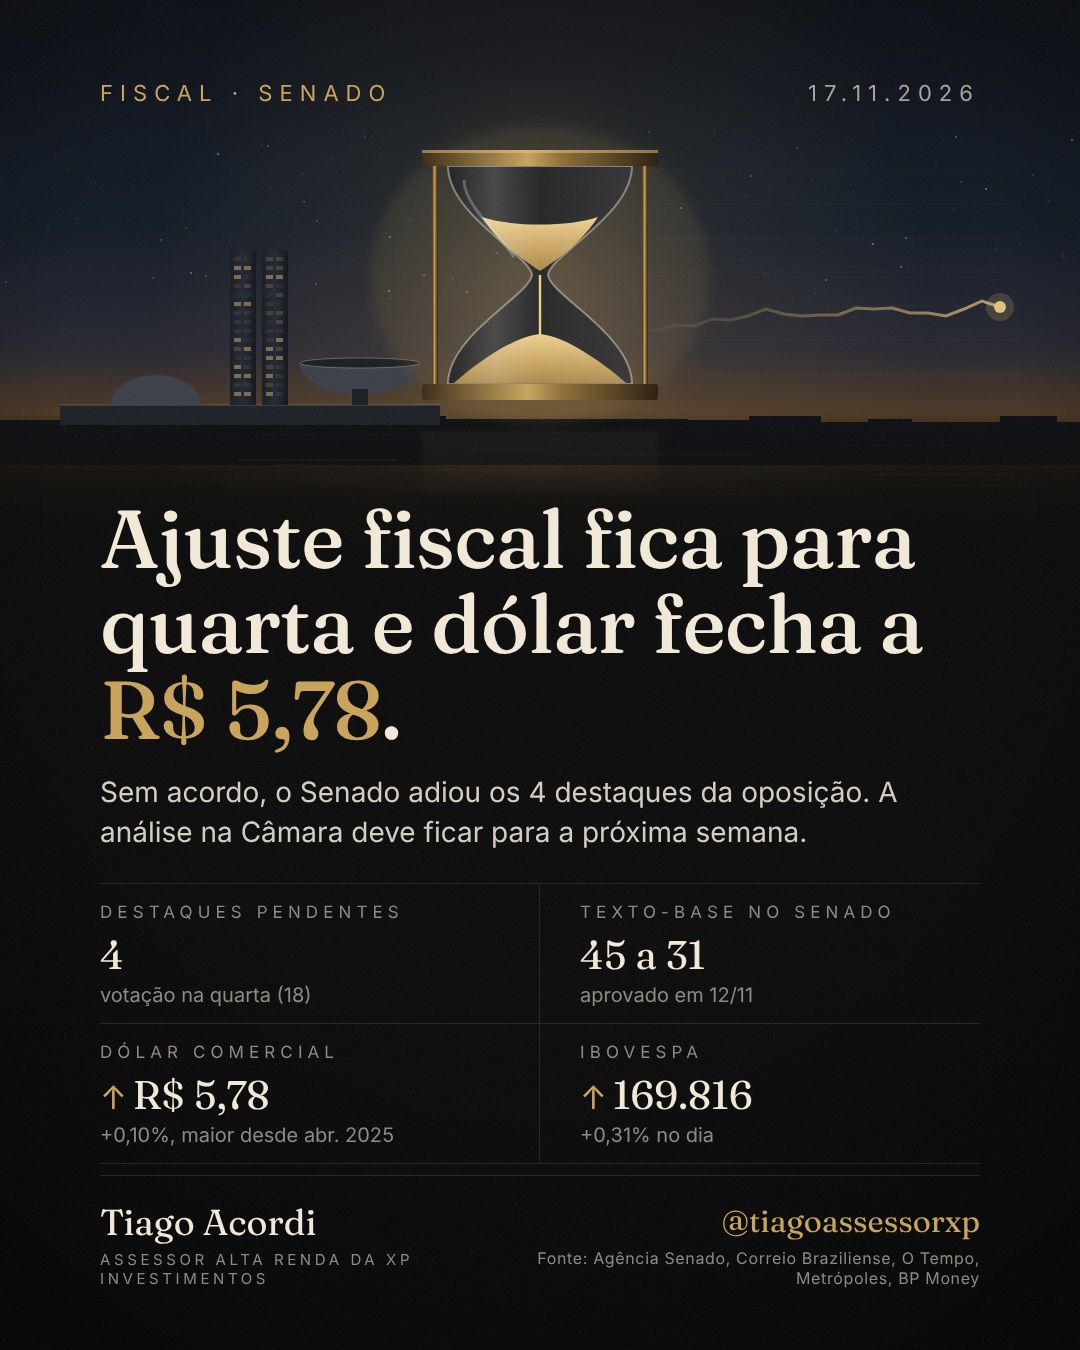 FISCAL · SENADO
17.11.2026
Ajuste fiscal fica para
quarta e dólar fecha a
R$ 5,78.
Sem acordo, o Senado adiou os 4 destaques da oposição. A
análise na Câmara deve ficar para a próxima semana.
DESTAQUES PENDENTES
4
votação na quarta (18)
TEXTO-BASE NO SENADO
45 a 31
aprovado em 12/11
DÓLAR COMERCIAL
↑ R$ 5,78
+0,10%, maior desde abr. 2025
IBOVESPA
↑ 169.816
+0,31% no dia
Tiago Acordi
ASSESSOR ALTA RENDA DA XP
INVESTIMENTOS
@tiagoassessorxp
Fonte: Agência Senado, Correio Braziliense, O Tempo,
Metrópoles, BP Money